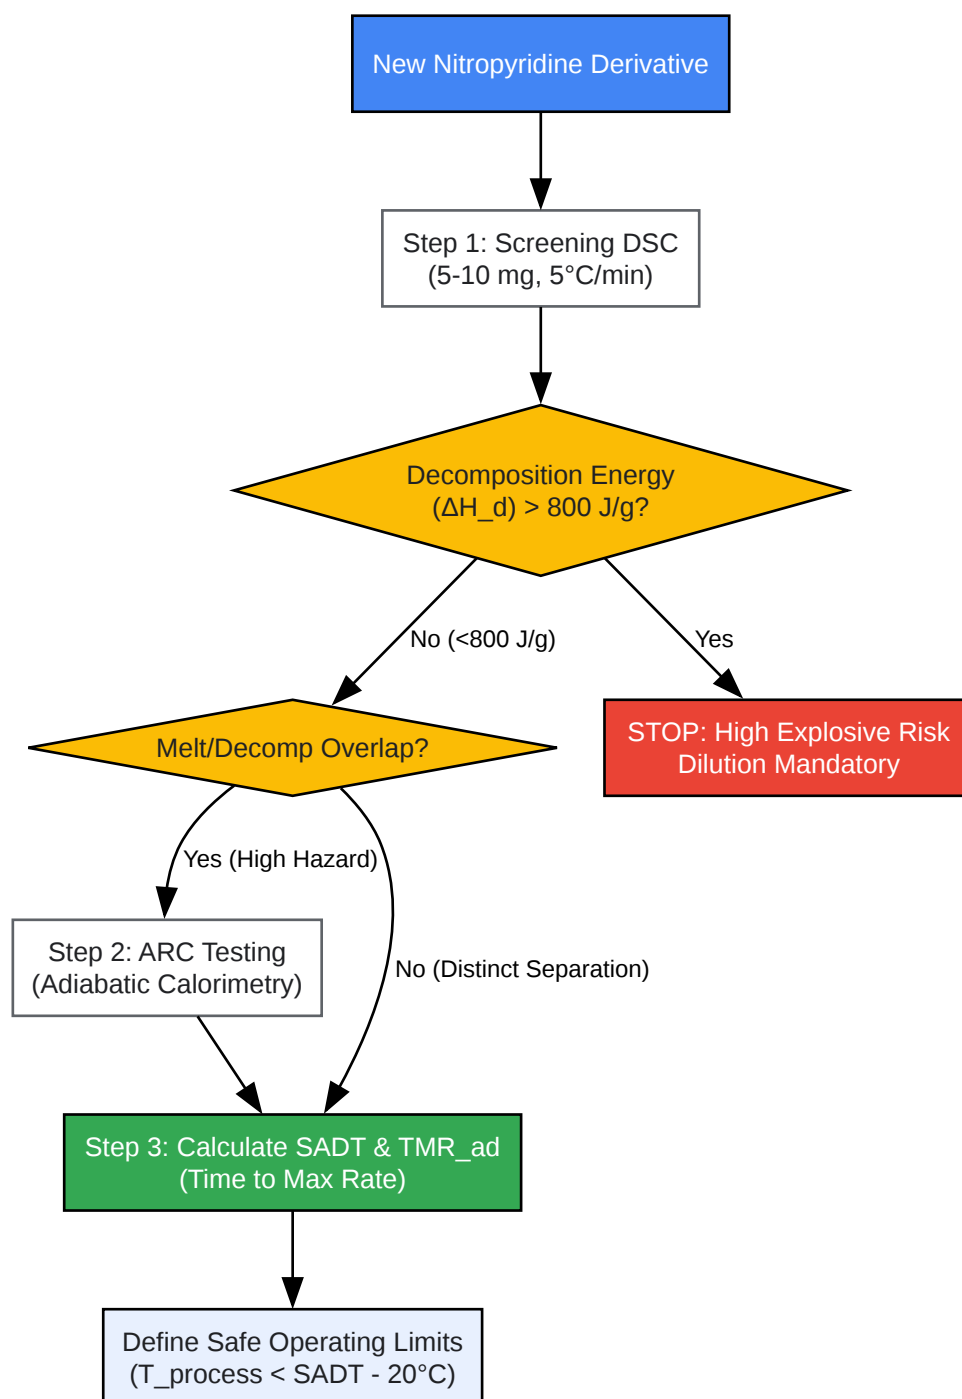 New Nitropyridine Derivative
Step 1: Screening DSC
(5-10 mg, 5°C/min)
Decomposition Energy
(ΔH_d) > 800 J/g?
No (<800 J/g)
Yes
Melt/Decomp Overlap?
STOP: High Explosive Risk
Dilution Mandatory
Yes (High Hazard)
Step 2: ARC Testing
(Adiabatic Calorimetry)
No (Distinct Separation)
Step 3: Calculate SADT & TMR_ad
(Time to Max Rate)
Define Safe Operating Limits
(T_process < SADT - 20°C)